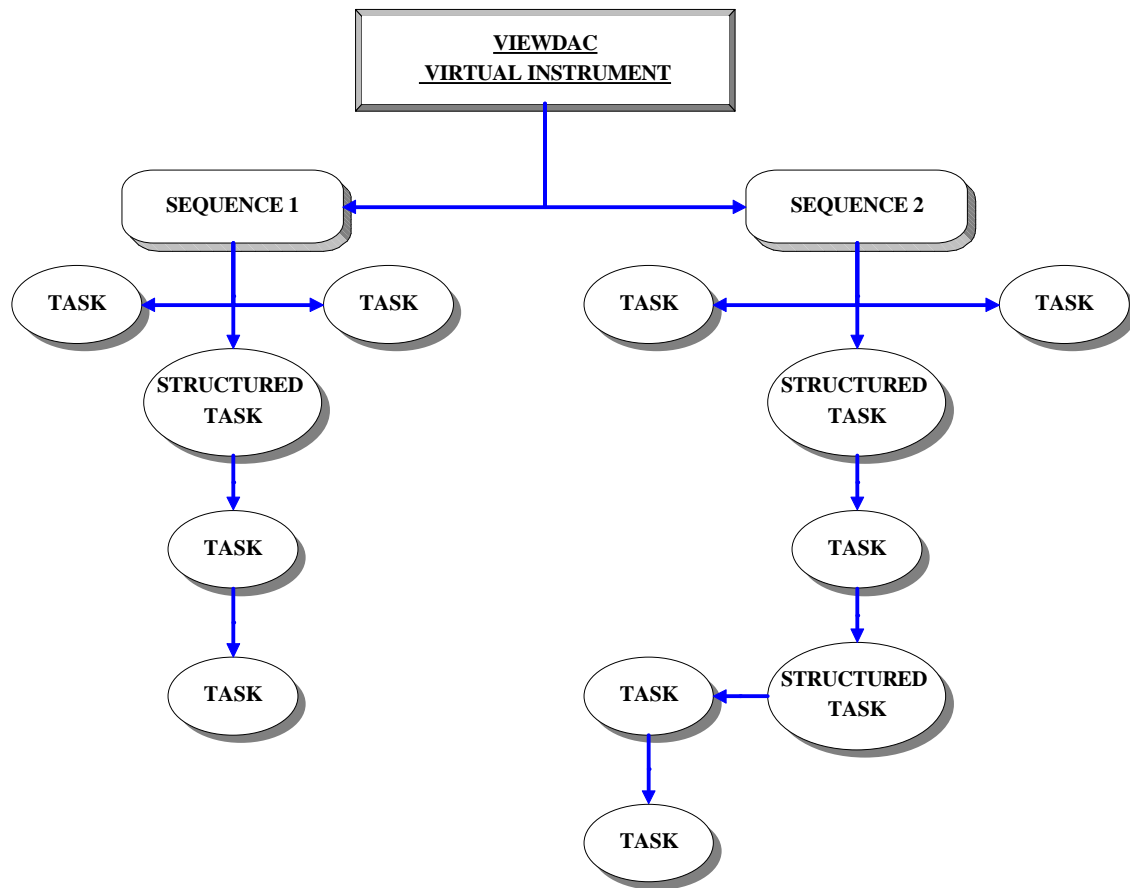 VIEWDAC
VIRTUAL INSTRUMENT
SEQUENCE 1
SEQUENCE 2
TASK
TASK
TASK
TASK
STRUCTURED
TASK
STRUCTURED
TASK
TASK
TASK
TASK
TASK
STRUCTURED
TASK
TASK